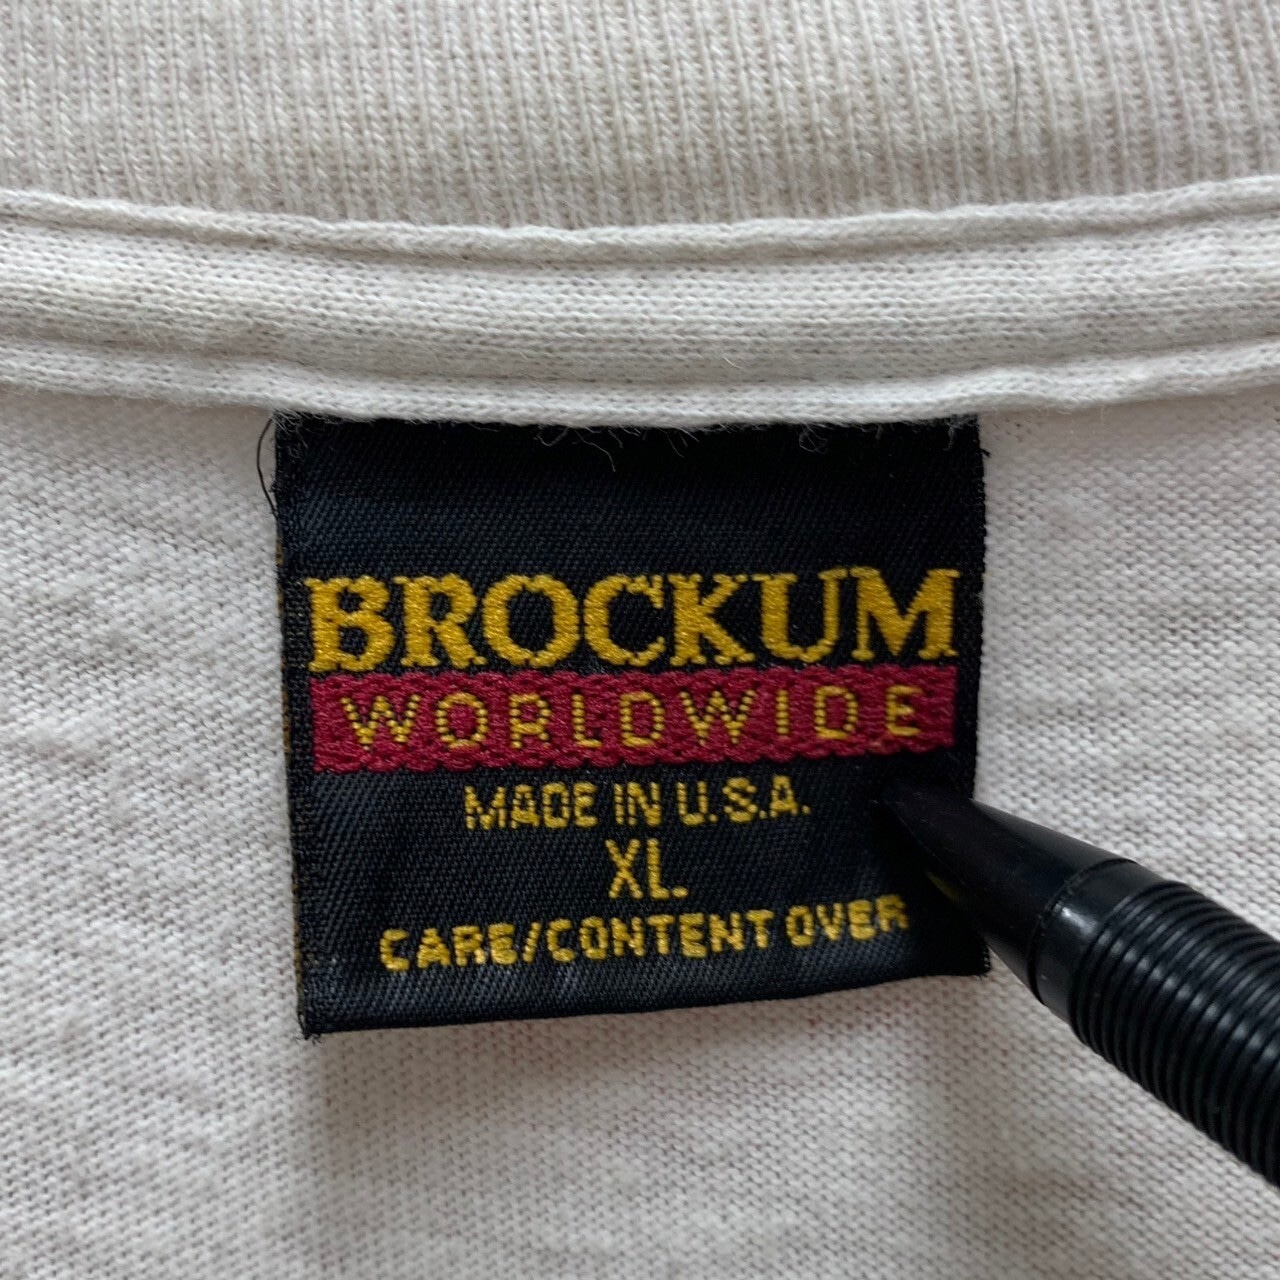 BROCKUM
WORLDWIDE
MADE IN U.S.A.
XL.
CARE/CONTENT OVER